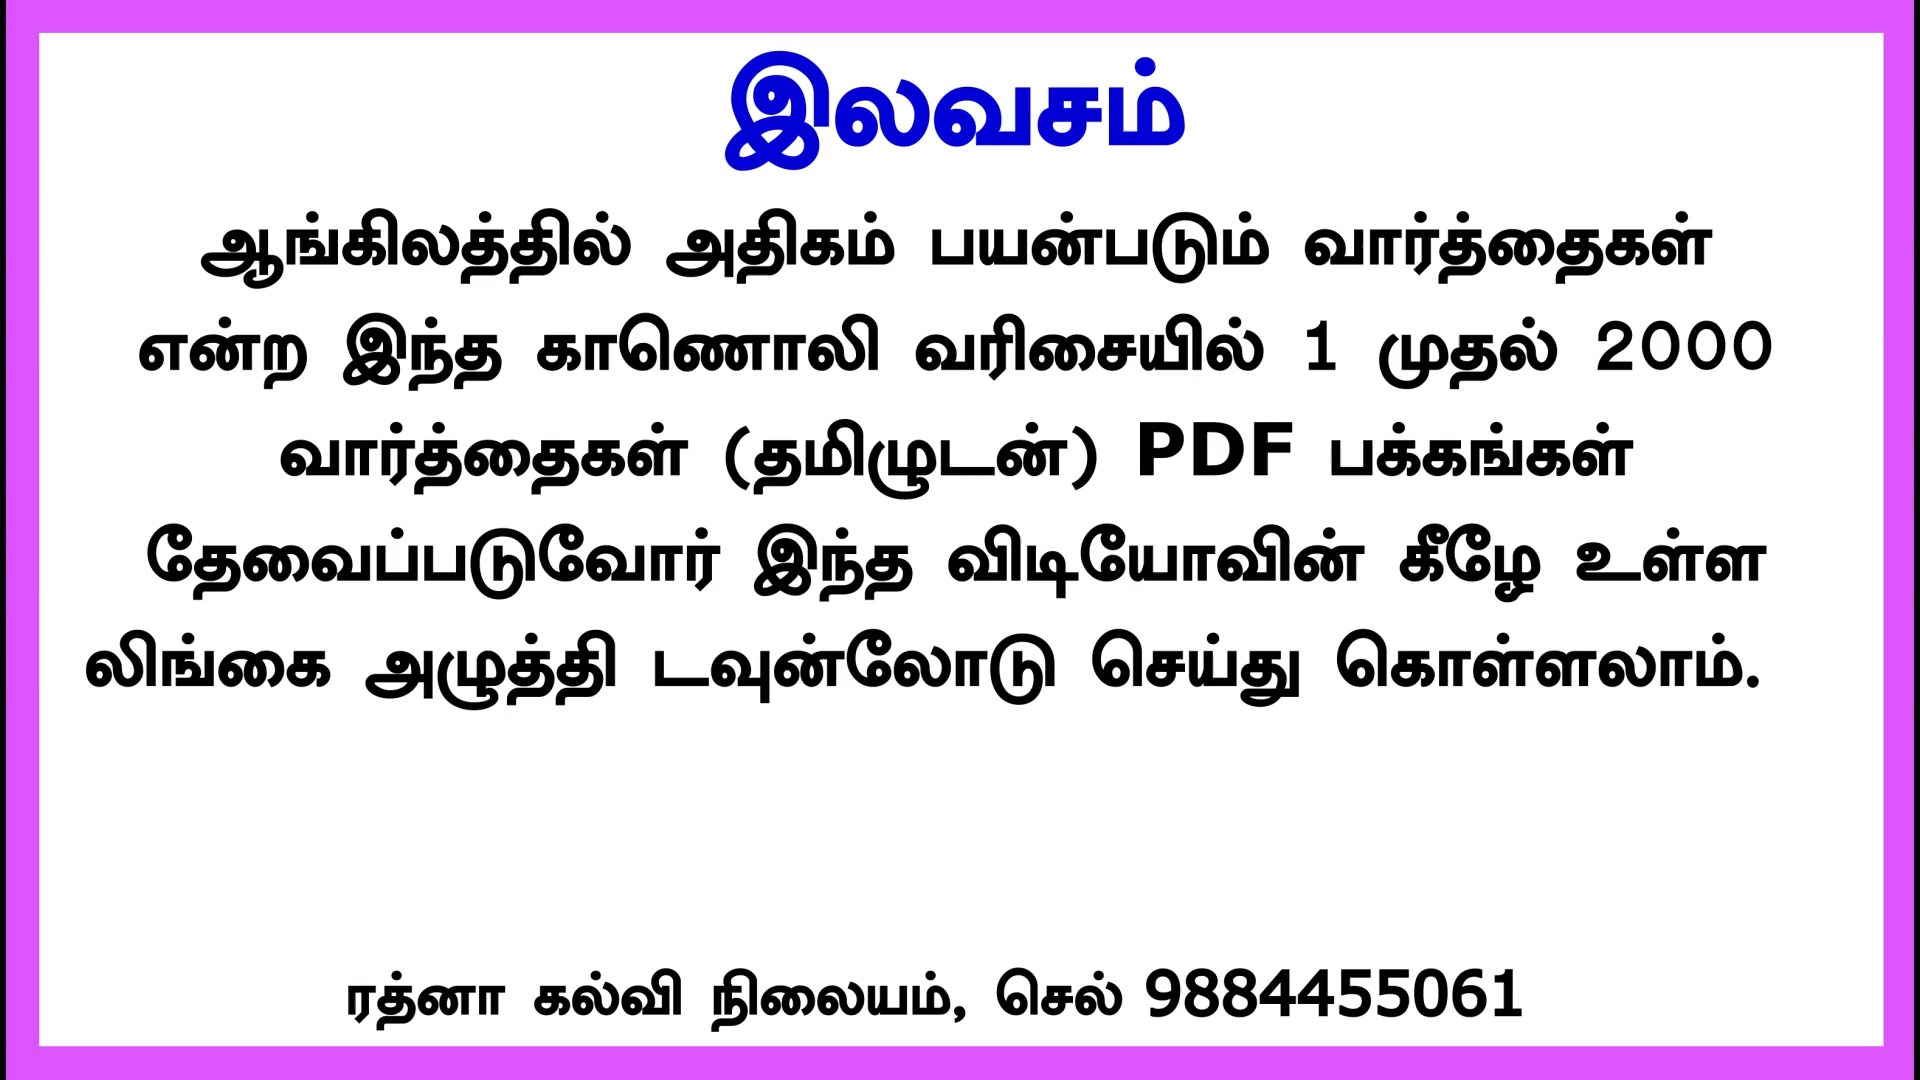 இலவசம்
ஆங்கிலத்தில் அதிகம் பயன்படும் வார்த்தைகள்
என்ற இந்த காணொலி வரிசையில் 1 முதல் 2000
வார்த்தைகள் (தமிழுடன்) PDF பக்கங்கள்
தேவைப்படுவோர் இந்த விடியோவின் கீழே உள்ள
லிங்கை அழுத்தி டவுன்லோடு செய்து கொள்ளலாம்.
ரத்னா கல்வி நிலையம், செல் 9884455061